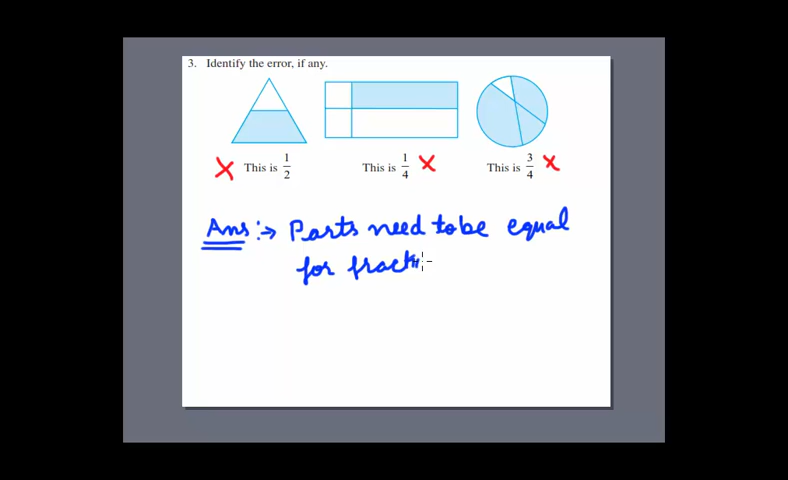 3. Identify the error, if any.
This is 1/2
This is 1/4
This is 3/4
Ans :→ Parts need to be equal
for fracti